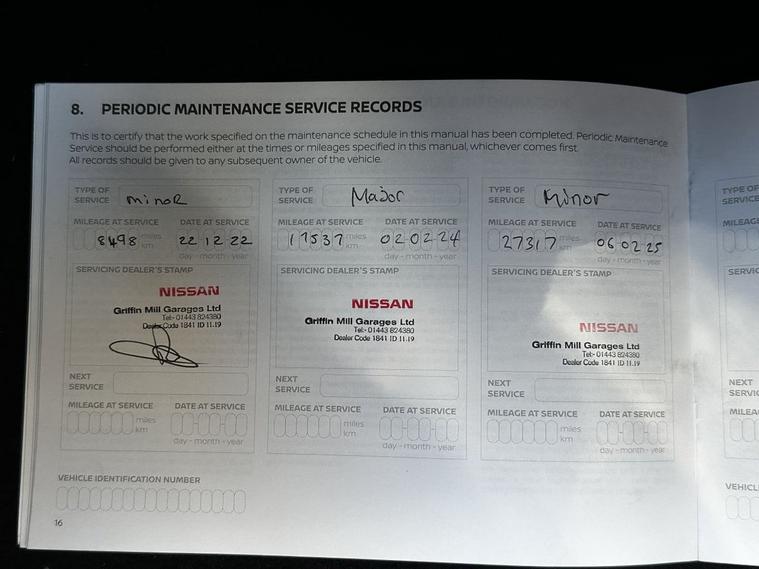 8. PERIODIC MAINTENANCE SERVICE RECORDS
This is to certify that the work specified on the maintenance schedule in this manual has been completed. Periodic Maintenance
Service should be performed either at the times or mileages specified in this manual, whichever comes first.
All records should be given to any subsequent owner of the vehicle.
TYPE OF SERVICE minoR
MILEAGE AT SERVICE DATE AT SERVICE
8498 miles km 22 12 22
day - month - year
SERVICING DEALER'S STAMP
NISSAN
Griffin Mill Garages Ltd
Tel:- 01443 824380
Dealer Code 1841 ID 11.19
NEXT SERVICE
MILEAGE AT SERVICE DATE AT SERVICE
miles km
day - month - year
TYPE OF SERVICE Major
MILEAGE AT SERVICE DATE AT SERVICE
17537 miles km 02 02 24
day - month - year
SERVICING DEALER'S STAMP
NISSAN
Griffin Mill Garages Ltd
Tel:- 01443 824380
Dealer Code 1841 ID 11.19
NEXT SERVICE
MILEAGE AT SERVICE DATE AT SERVICE
miles km
day - month - year
TYPE OF SERVICE Minor
MILEAGE AT SERVICE DATE AT SERVICE
27317 miles km 06 02 25
day - month - year
SERVICING DEALER'S STAMP
NISSAN
Griffin Mill Garages Ltd
Tel:- 01443 824380
Dealer Code 1841 ID 11.19
NEXT SERVICE
MILEAGE AT SERVICE DATE AT SERVICE
miles km
day - month - year
VEHICLE IDENTIFICATION NUMBER
16
TYPE OF
SERVICE
NEXT
SERVICE